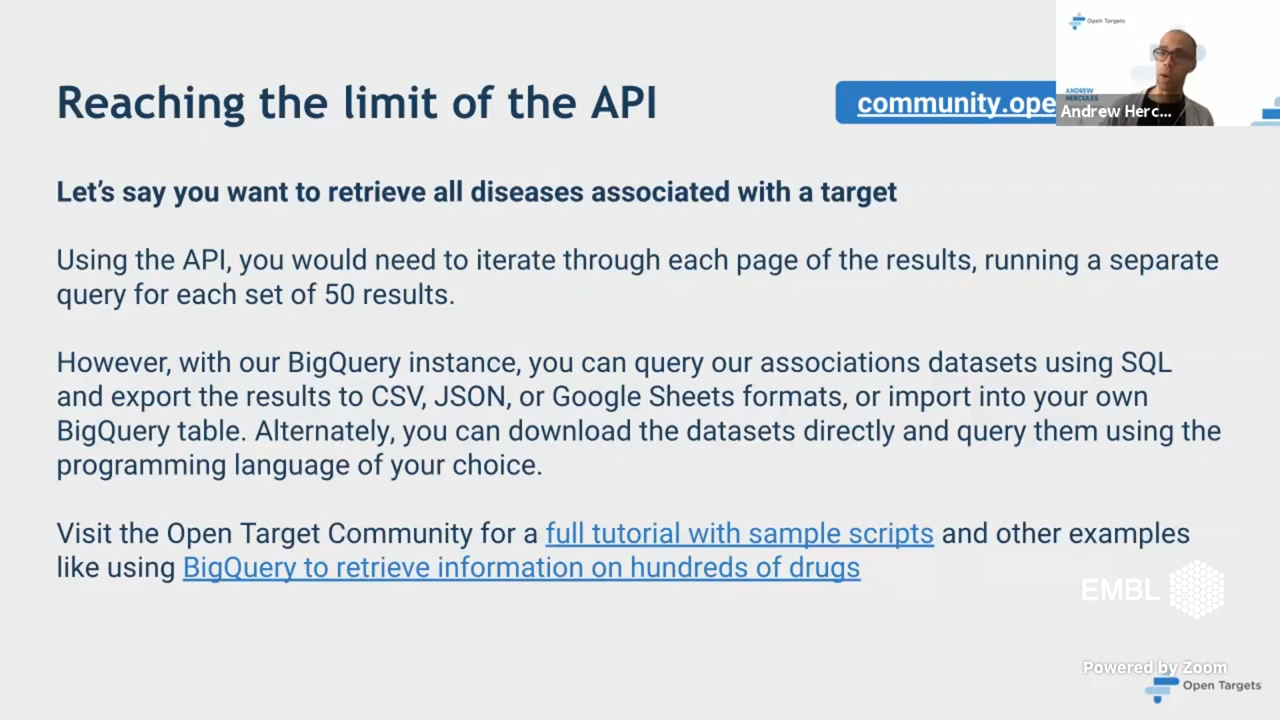 Open Targets
Reaching the limit of the API
community.ope
ANDREW
HERCULES
Andrew Herc...
Let's say you want to retrieve all diseases associated with a target
Using the API, you would need to iterate through each page of the results, running a separate
query for each set of 50 results.
However, with our BigQuery instance, you can query our associations datasets using SQL
and export the results to CSV, JSON, or Google Sheets formats, or import into your own
BigQuery table. Alternately, you can download the datasets directly and query them using the
programming language of your choice.
Visit the Open Target Community for a full tutorial with sample scripts and other examples
like using BigQuery to retrieve information on hundreds of drugs
EMBL
Powered by Zoom
Open Targets